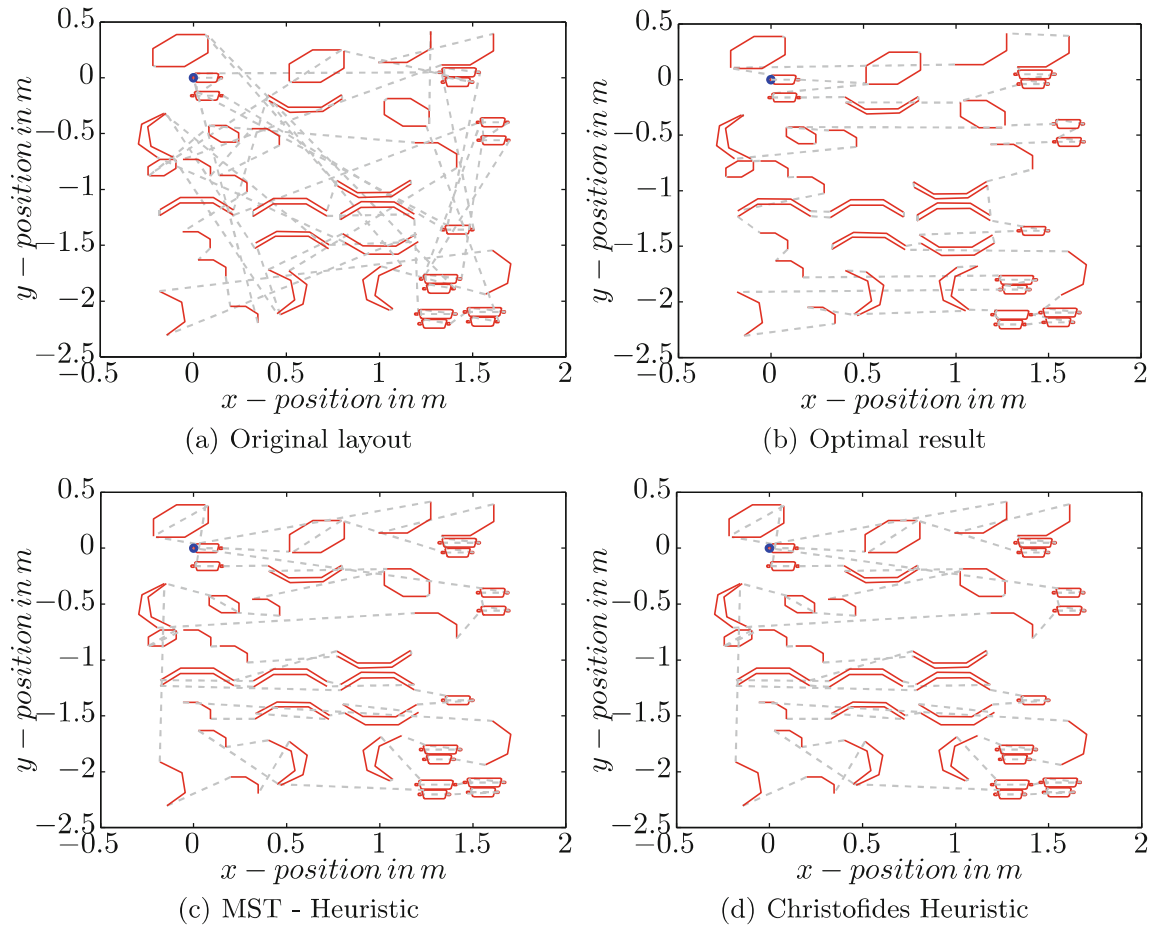 0.5
0
−0.5
−1
−1.5
−2
−2.5
y − position in m
−0.5 0 0.5 1 1.5 2
x − position in m
(a) Original layout
0.5
0
−0.5
−1
−1.5
−2
−2.5
y − position in m
−0.5 0 0.5 1 1.5 2
x − position in m
(b) Optimal result
0.5
0
−0.5
−1
−1.5
−2
−2.5
y − position in m
−0.5 0 0.5 1 1.5 2
x − position in m
(c) MST - Heuristic
0.5
0
−0.5
−1
−1.5
−2
−2.5
y − position in m
−0.5 0 0.5 1 1.5 2
x − position in m
(d) Christofides Heuristic